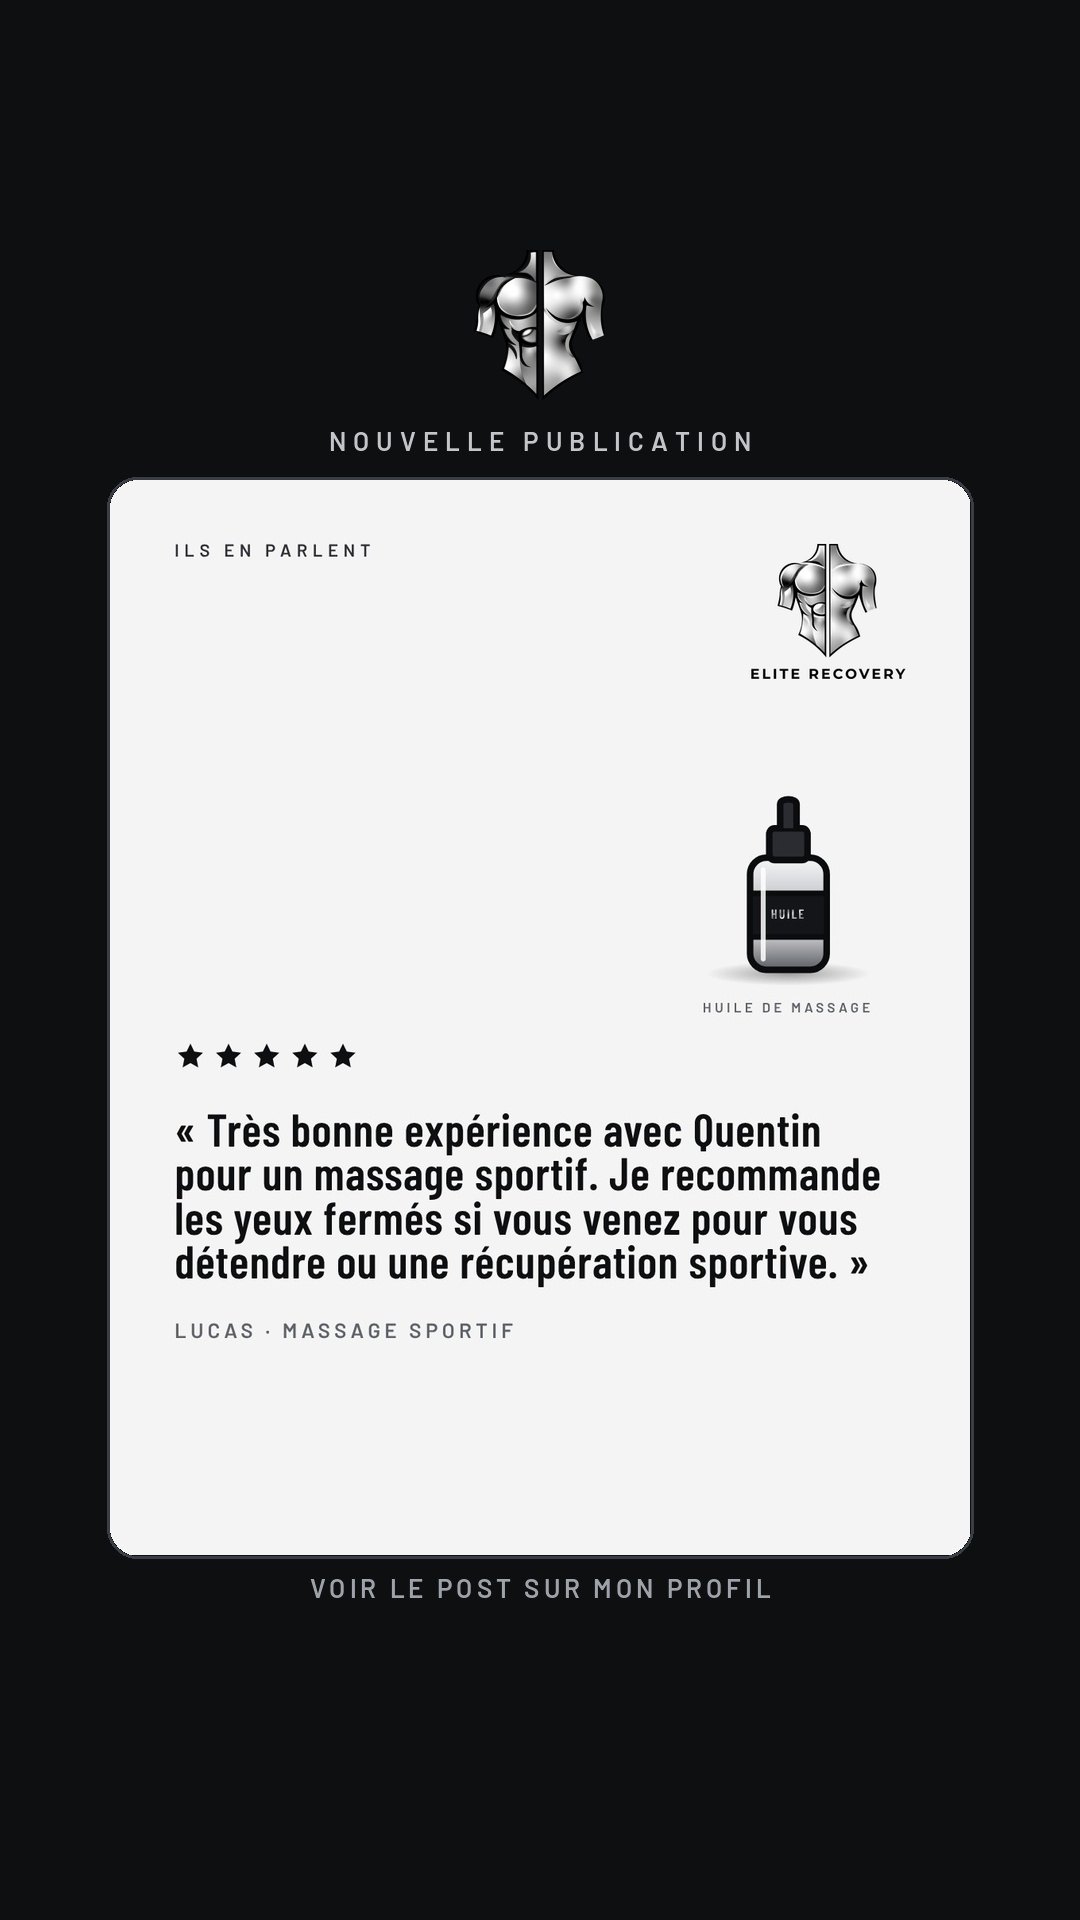 NOUVELLE PUBLICATION
ILS EN PARLENT
ELITE RECOVERY
HUILE
HUILE DE MASSAGE
« Très bonne expérience avec Quentin
pour un massage sportif. Je recommande
les yeux fermés si vous venez pour vous
détendre ou une récupération sportive. »
LUCAS · MASSAGE SPORTIF
VOIR LE POST SUR MON PROFIL